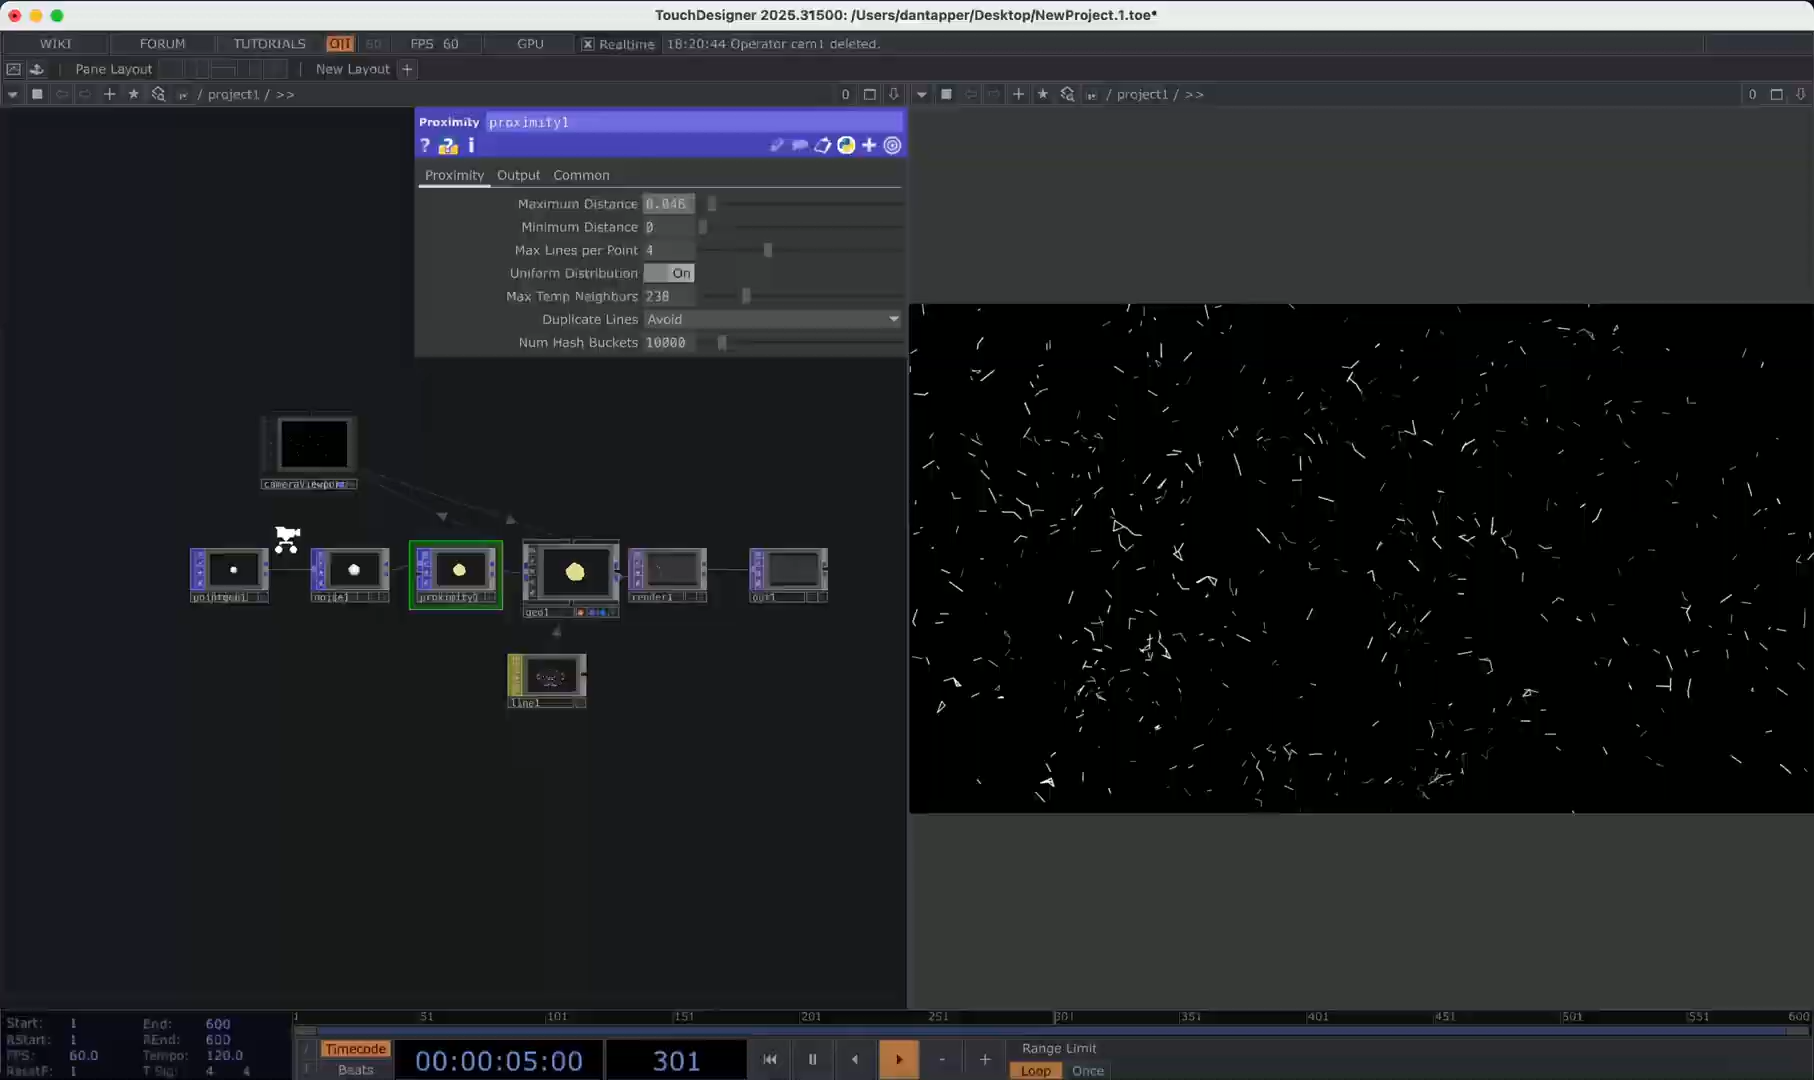 TouchDesigner 2025.31500: /Users/dantapper/Desktop/NewProject.1.toe*
WIKI FORUM TUTORIALS OTI 60 FPS 60 GPU Realtime 18:20:44 Operator cam1 deleted.
Pane Layout New Layout +
/ project1 / >> 0
/ project1 / >> 0
Proximity proximity1
? ? i
Proximity Output Common
Maximum Distance 0.046
Minimum Distance 0
Max Lines per Point 4
Uniform Distribution On
Max Temp Neighbors 238
Duplicate Lines Avoid
Num Hash Buckets 10000
cameraViewport
pointgen1 noise1 proximity1 geo1 render1 out1
line1
1 51 101 151 201 251 301 351 401 451 501 551 600
Start: 1 End: 600
RStart: 1 REnd: 600
FPS: 60.0 Tempo: 120.0
ResetF: 1 T Sig: 4 4
Timecode
Beats
00:00:05:00 301
- +
Range Limit
Loop Once